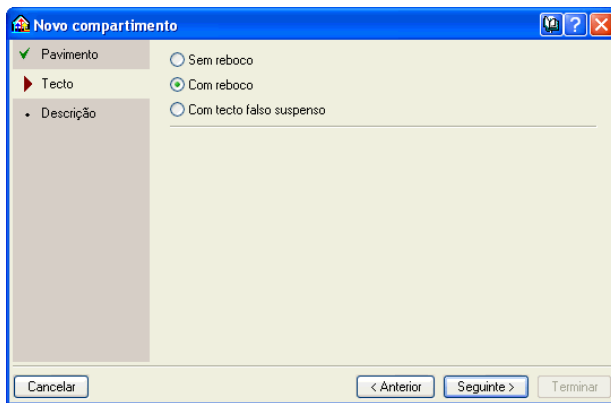 Novo compartimento
Pavimento
Tecto
Descrição
Sem reboco
Com reboco
Com tecto falso suspenso
Cancelar
< Anterior
Seguinte >
Terminar